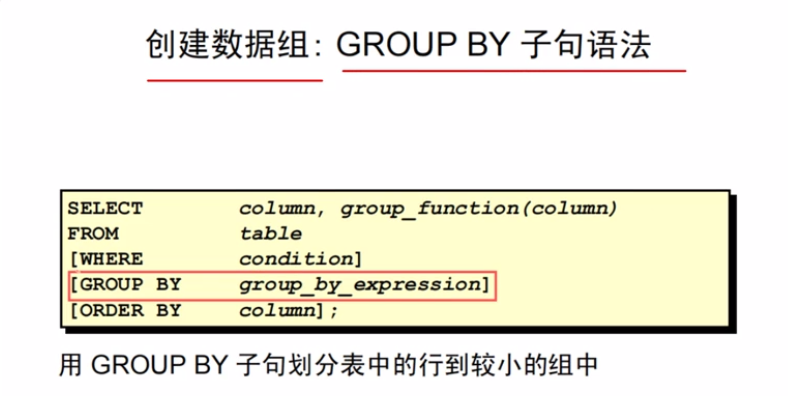 创建数据组: GROUP BY 子句语法
SELECT column, group_function(column)
FROM table
[WHERE condition]
[GROUP BY group_by_expression]
[ORDER BY column];
用 GROUP BY 子句划分表中的行到较小的组中